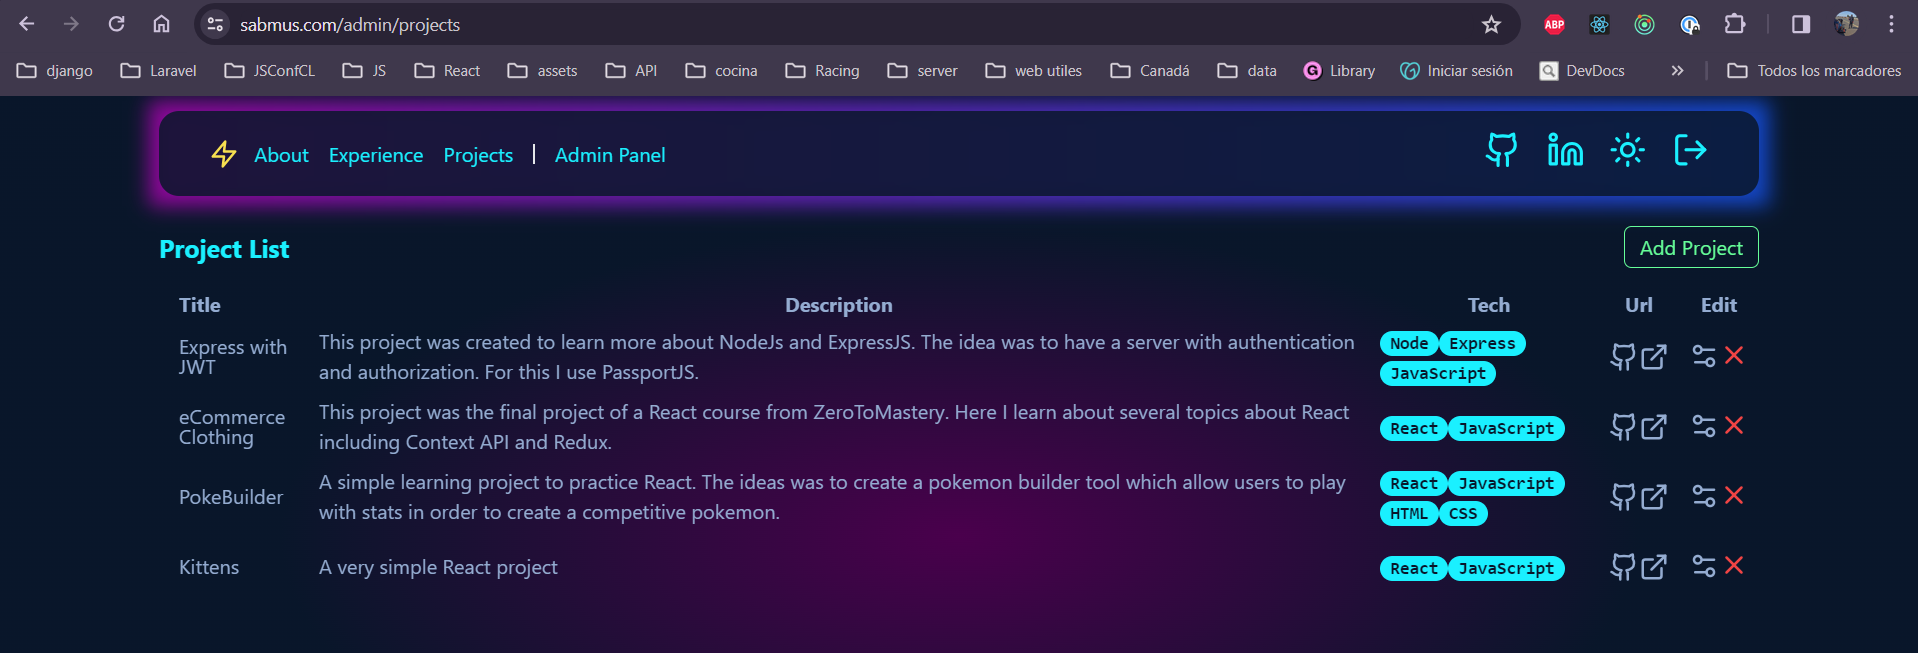 sabmus.com/admin/projects
ABP
django Laravel JSConfCL JS React assets API cocina Racing server web utiles Canadá data Library Iniciar sesión DevDocs » Todos los marcadores
About Experience Projects | Admin Panel
Project List Add Project
Title Description Tech Url Edit
Express with JWT
This project was created to learn more about NodeJs and ExpressJS. The idea was to have a server with authentication
and authorization. For this I use PassportJS.
Node Express
JavaScript
eCommerce Clothing
This project was the final project of a React course from ZeroToMastery. Here I learn about several topics about React
including Context API and Redux.
React JavaScript
PokeBuilder
A simple learning project to practice React. The ideas was to create a pokemon builder tool which allow users to play
with stats in order to create a competitive pokemon.
React JavaScript
HTML CSS
Kittens
A very simple React project
React JavaScript